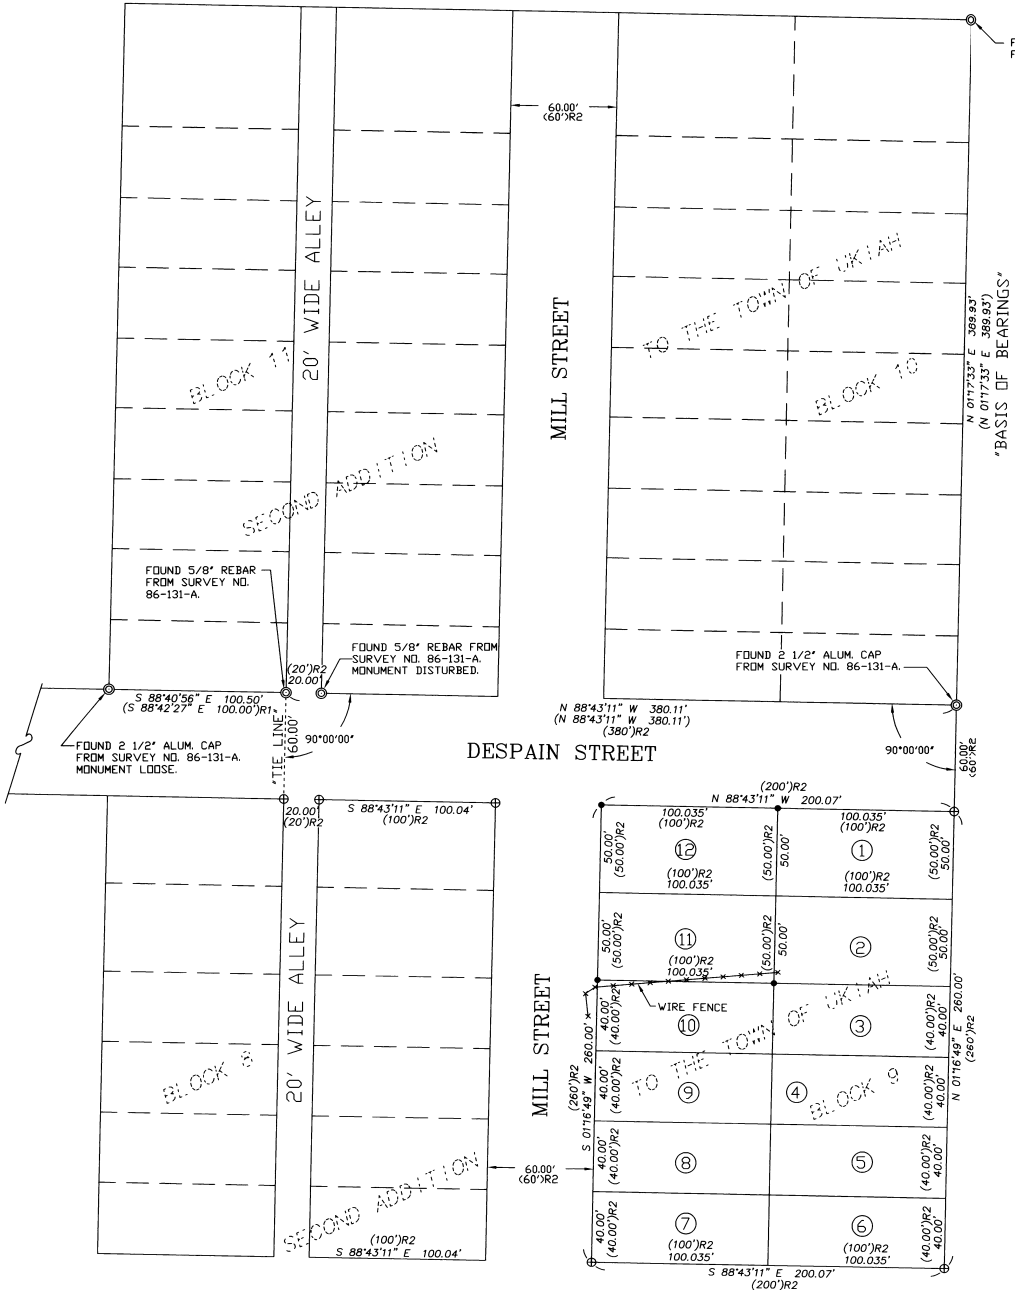 F
F
60.00'
(60')R2
20' WIDE ALLEY
MILL STREET
TO THE TOWN OF UKIAH
BLOCK 10
BLOCK 11
SECOND ADDITION
N 01°17'33" E 389.93'
(N 01°17'33" E 389.93')
"BASIS OF BEARINGS"
FOUND 5/8" REBAR
FROM SURVEY NO.
86-131-A.
FOUND 5/8" REBAR FROM
SURVEY NO. 86-131-A.
MONUMENT DISTURBED.
FOUND 2 1/2" ALUM. CAP
FROM SURVEY NO. 86-131-A.
(20')R2
20.00'
S 88°40'56" E 100.50'
(S 88°42'27" E 100.00')R1
N 88°43'11" W 380.11'
(N 88°43'11" W 380.11')
(380')R2
FOUND 2 1/2" ALUM. CAP
FROM SURVEY NO. 86-131-A.
MONUMENT LOOSE.
"TIE LINE"
60.00'
90°00'00"
DESPAIN STREET
90°00'00"
60.00'
(60')R2
20.00'
(20')R2
S 88°43'11" E 100.04'
(100')R2
(200')R2
N 88°43'11" W 200.07'
100.035'
(100')R2
100.035'
(100')R2
50.00'
(50.00')R2
12
(50.00')R2
50.00'
1
(50.00')R2
50.00'
(100')R2
100.035'
(100')R2
100.035'
50.00'
(50.00')R2
11
(50.00')R2
50.00'
2
(50.00')R2
50.00'
(100')R2
100.035'
WIRE FENCE
40.00'
(40.00')R2
10
3
(40.00')R2
40.00'
TO THE TOWN OF UKIAH
BLOCK 9
40.00'
(40.00')R2
9
4
(40.00')R2
40.00'
40.00'
(40.00')R2
8
5
(40.00')R2
40.00'
40.00'
(40.00')R2
7
6
(40.00')R2
40.00'
(100')R2
100.035'
(100')R2
100.035'
S 88°43'11" E 200.07'
(200')R2
(260')R2
S 01°16'49" W 260.00'
N 01°16'49" E 260.00'
(260')R2
MILL STREET
20' WIDE ALLEY
BLOCK 8
SECOND ADDITION
60.00'
(60')R2
(100')R2
S 88°43'11" E 100.04'